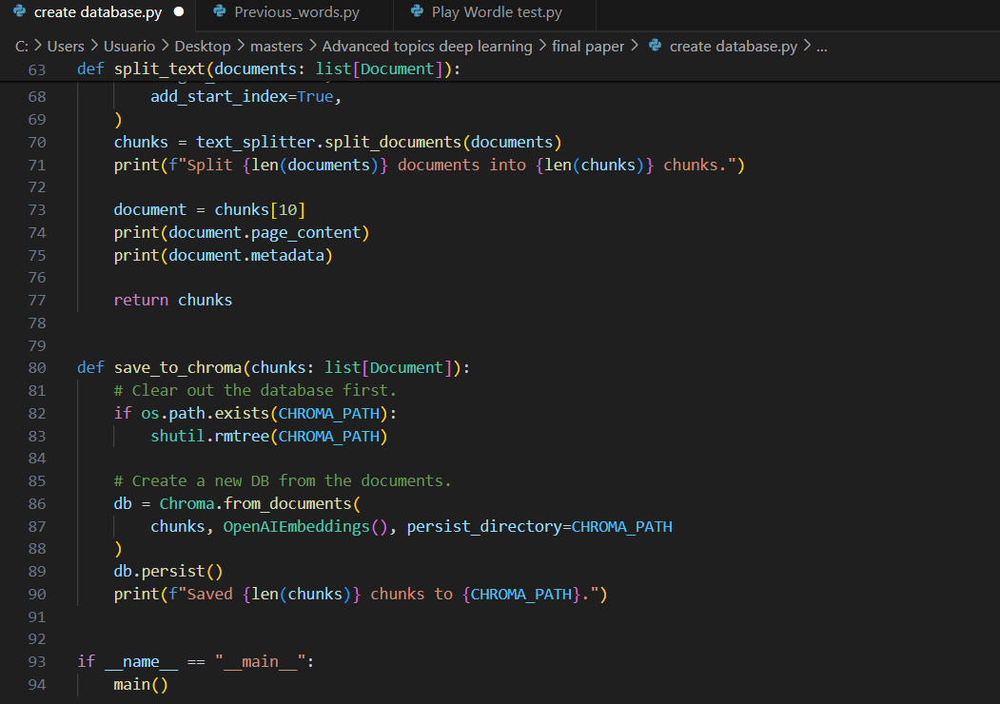 create database.py
Previous_words.py
Play Wordle test.py
C: > Users > Usuario > Desktop > masters > Advanced topics deep learning > final paper > create database.py > ...
63 def split_text(documents: list[Document]):
68 add_start_index=True,
69 )
70 chunks = text_splitter.split_documents(documents)
71 print(f"Split {len(documents)} documents into {len(chunks)} chunks.")
72
73 document = chunks[10]
74 print(document.page_content)
75 print(document.metadata)
76
77 return chunks
78
79
80 def save_to_chroma(chunks: list[Document]):
81 # Clear out the database first.
82 if os.path.exists(CHROMA_PATH):
83 shutil.rmtree(CHROMA_PATH)
84
85 # Create a new DB from the documents.
86 db = Chroma.from_documents(
87 chunks, OpenAIEmbeddings(), persist_directory=CHROMA_PATH
88 )
89 db.persist()
90 print(f"Saved {len(chunks)} chunks to {CHROMA_PATH}.")
91
92
93 if __name__ == "__main__":
94 main()